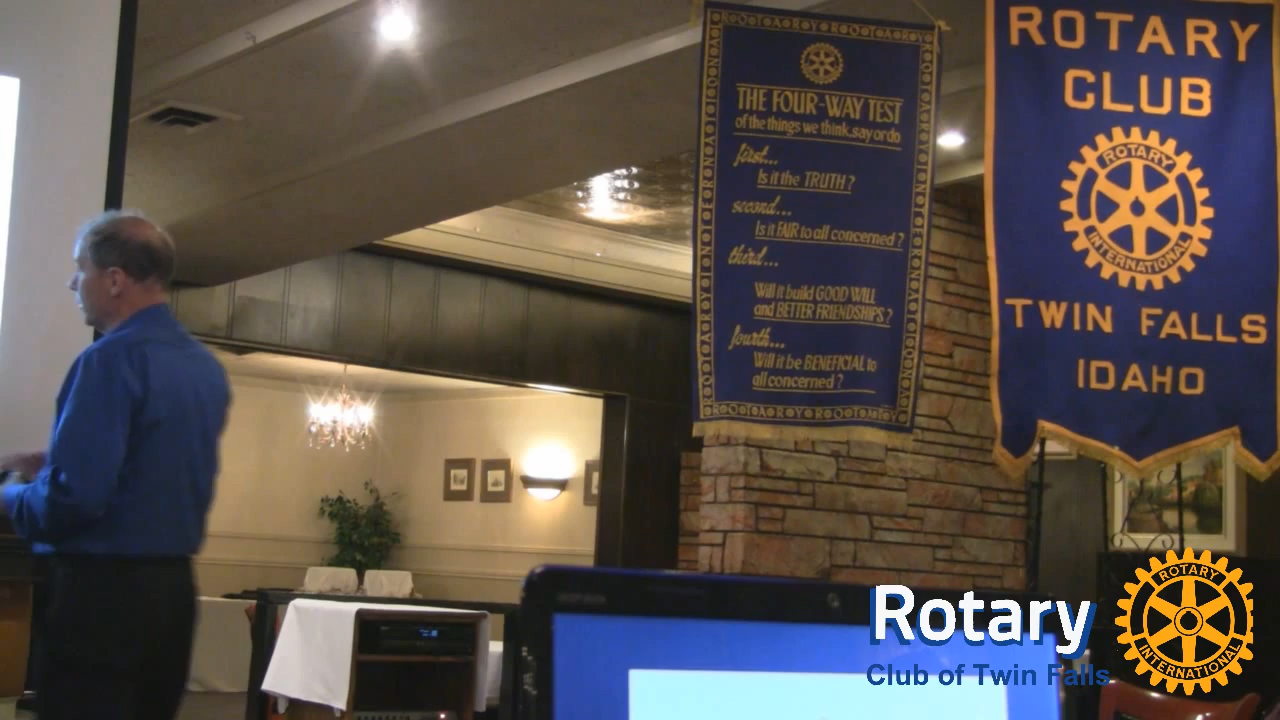 THE FOUR-WAY TEST
of the things we think, say or do
first...
Is it the TRUTH?
second...
Is it FAIR to all concerned?
third...
Will it build GOOD WILL
and BETTER FRIENDSHIPS?
fourth...
Will it be BENEFICIAL to
all concerned?
ROTARY
CLUB
ROTARY
INTERNATIONAL
TWIN FALLS
IDAHO
Rotary
Club of Twin Falls
ROTARY
INTERNATIONAL